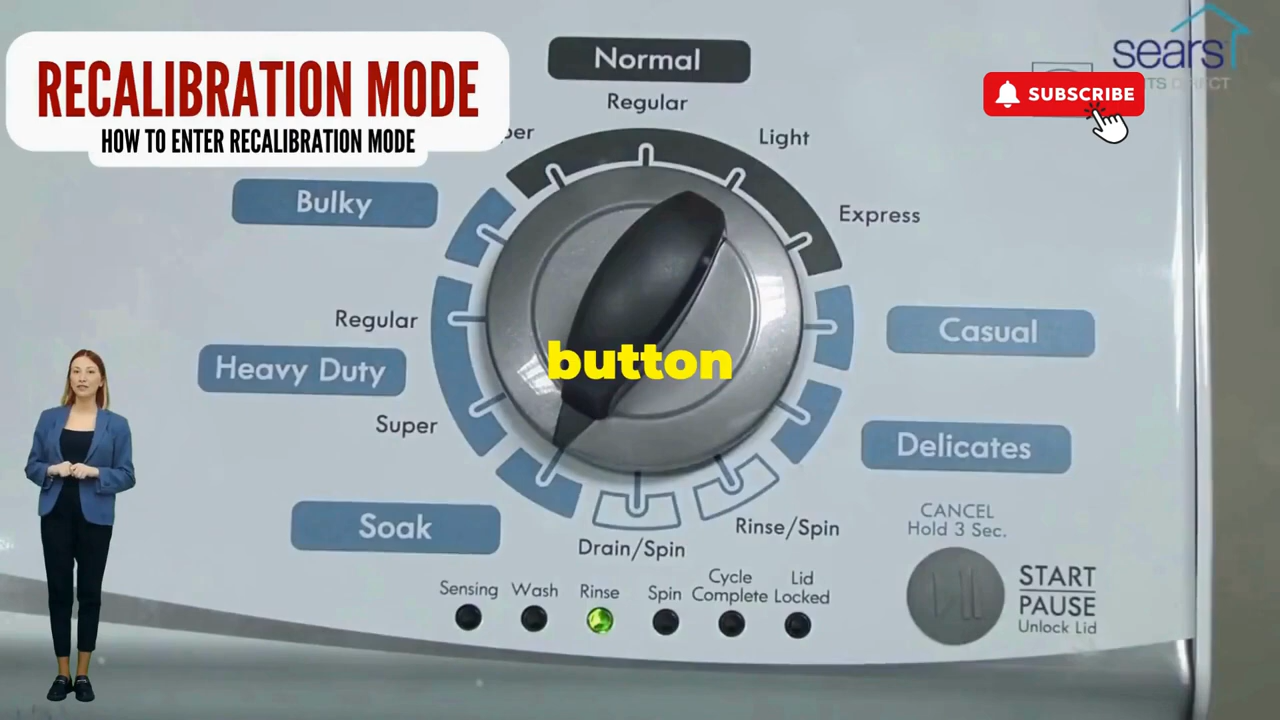 RECALIBRATION MODE
HOW TO ENTER RECALIBRATION MODE
sears
SUBSCRIBE
Normal
Regular
Light
Express
Bulky
Regular
Heavy Duty
Super
Casual
button
Delicates
Soak
Drain/Spin
Rinse/Spin
CANCEL
Hold 3 Sec.
Sensing
Wash
Rinse
Spin
Cycle
Complete
Lid
Locked
START
PAUSE
Unlock Lid
DIRECT